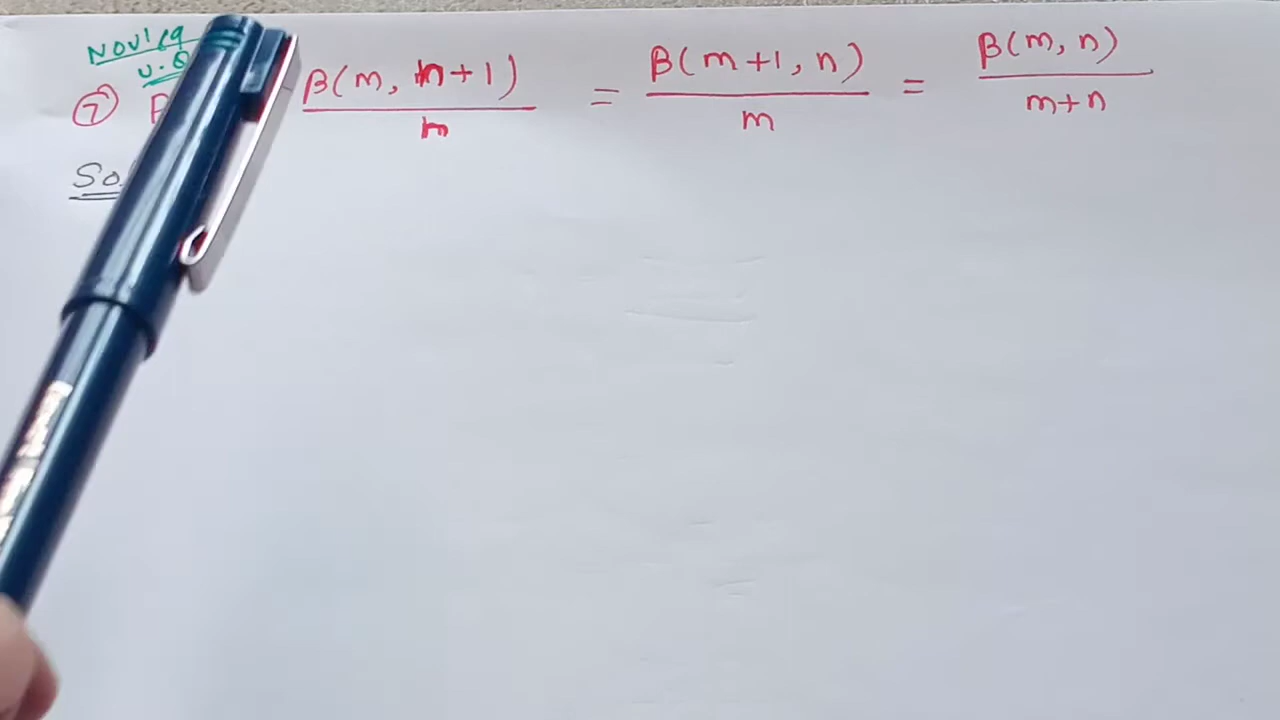 Nov'19
U.Q
⑦ P β(m, n+1)/n = β(m+1, n)/m = β(m, n)/m+n
So